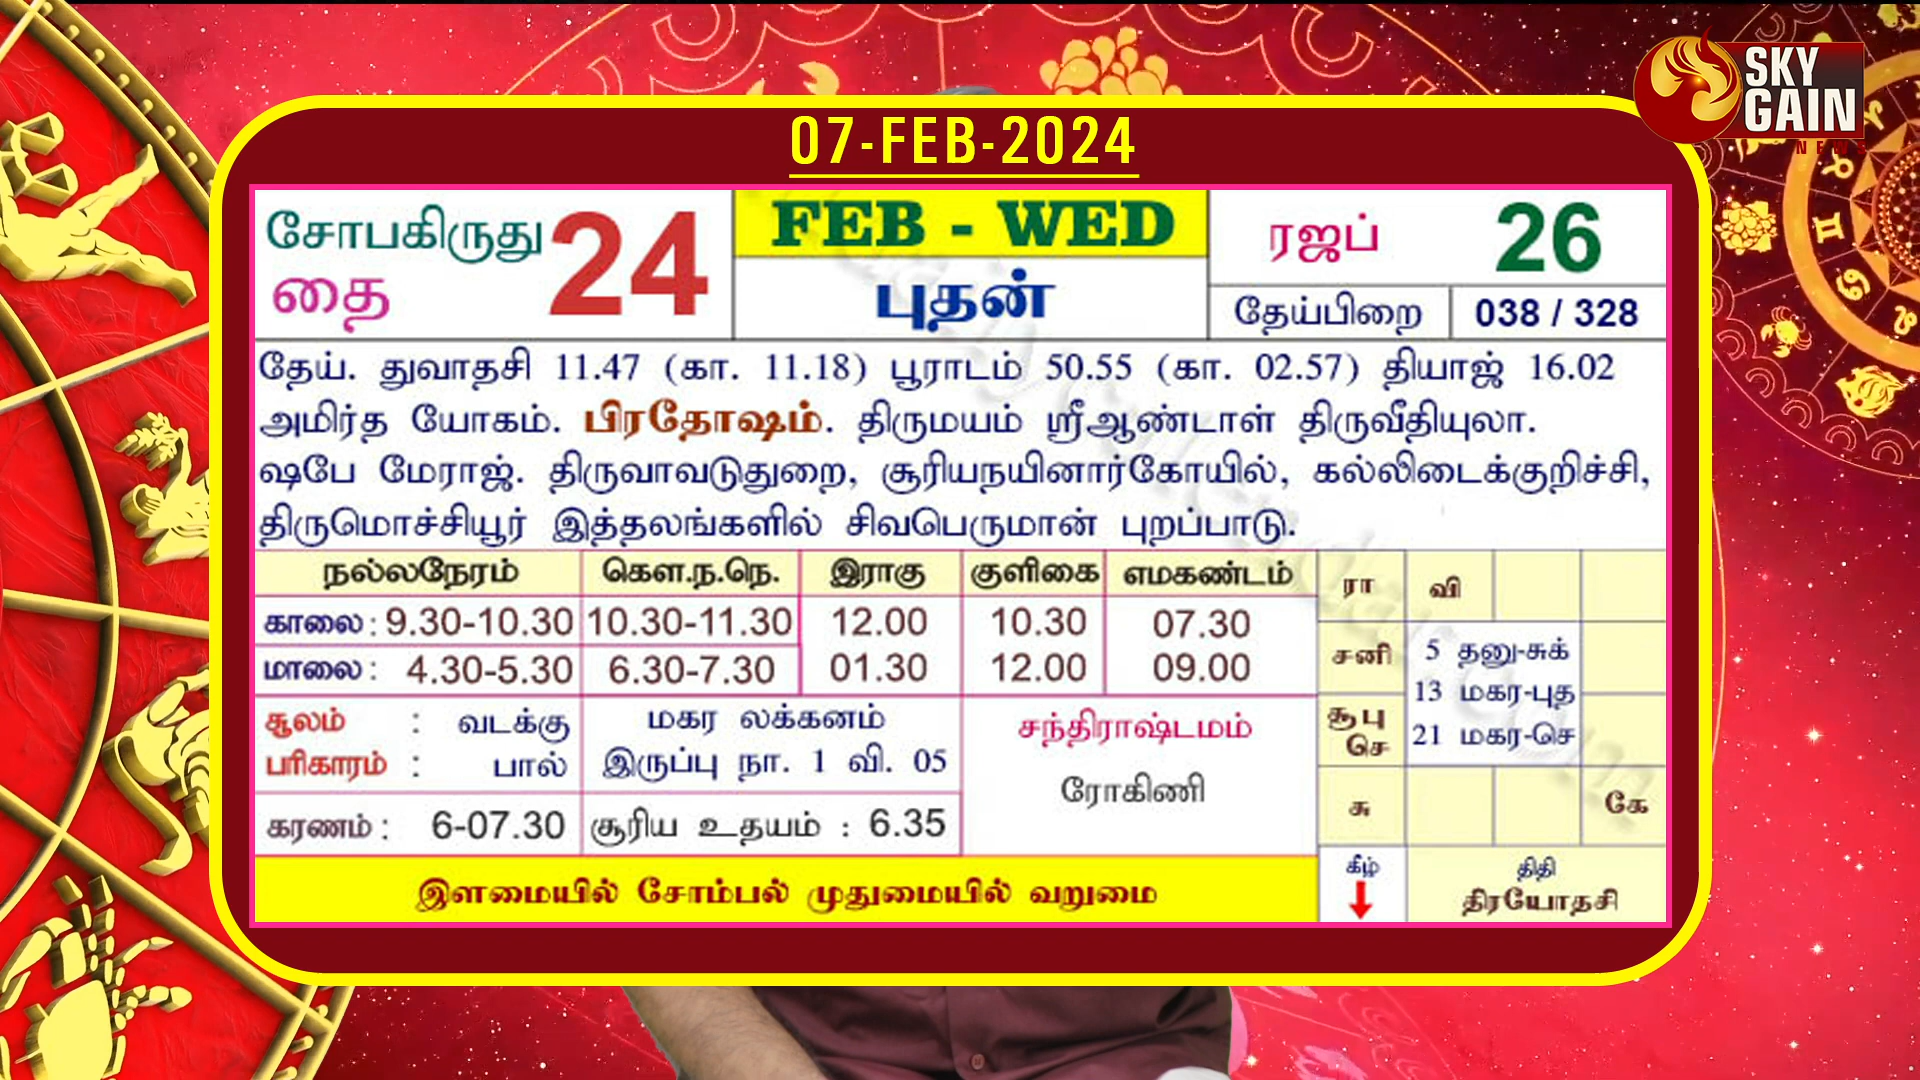 SKY
GAIN
NEWS
07-FEB-2024
சோபகிருது
தை
24
FEB - WED
புதன்
ரஜப் 26
தேய்பிறை 038 / 328
தேய். துவாதசி 11.47 (கா. 11.18) பூராடம் 50.55 (கா. 02.57) தியாஜ் 16.02
அமிர்த யோகம். பிரதோஷம். திருமயம் ஸ்ரீஆண்டாள் திருவீதியுலா.
ஷபே மேராஜ். திருவாவடுதுறை, சூரியநயினார்கோயில், கல்லிடைக்குறிச்சி,
திருமொச்சியூர் இத்தலங்களில் சிவபெருமான் புறப்பாடு.
நல்லநேரம் கௌ.ந.நே. இராகு குளிகை எமகண்டம்
காலை : 9.30-10.30 10.30-11.30 12.00 10.30 07.30
மாலை : 4.30-5.30 6.30-7.30 01.30 12.00 09.00
சூலம் : வடக்கு
பரிகாரம் : பால்
மகர லக்கனம்
இருப்பு நா. 1 வி. 05
சந்திராஷ்டமம்
ரோகிணி
கரணம் : 6-07.30 சூரிய உதயம் : 6.35
இளமையில் சோம்பல் முதுமையில் வறுமை
ரா வி
சனி
5 தனு-சுக்
13 மகர-புத
21 மகர-செ
சூ பு
செ
சு கே
கீழ்
திதி
திரயோதசி